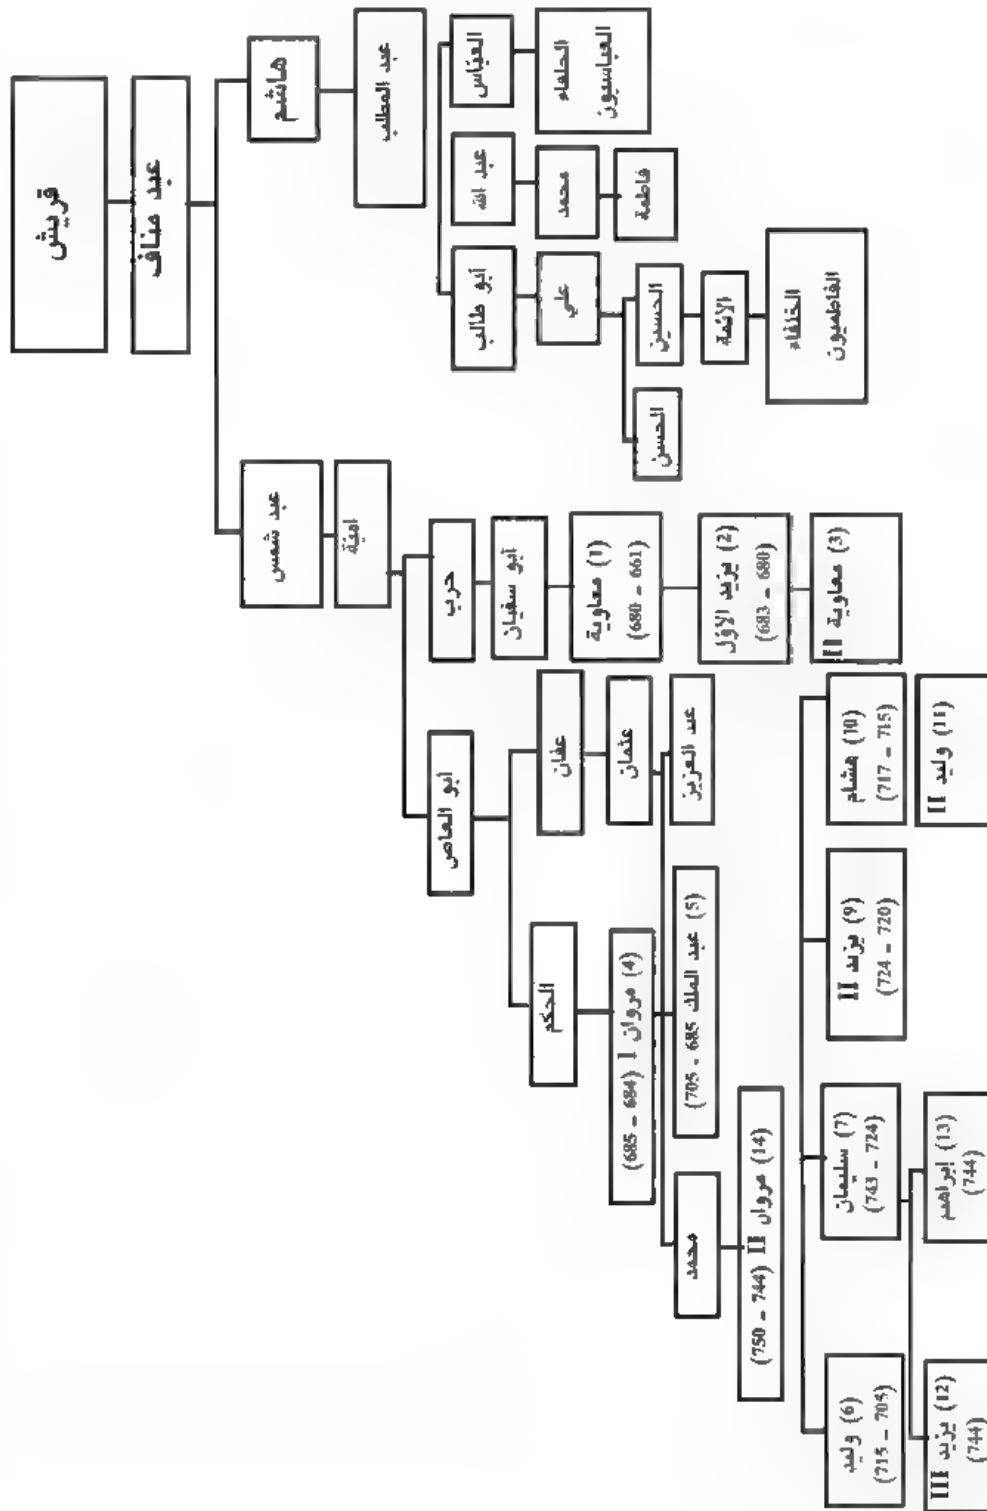 قريش
عبد مناف
هاشم
عبد المطلب
العباس
الخلفاء
العباسيون
عبد الله
محمد
فاطمة
أبو طالب
علي
الحسين
الأئمة
الخلفاء
الفاطميون
الحسن
عبد شمس
امية
حرب
أبو سفيان
(1) معاوية
(680 – 661)
(2) يزيد الأول
(683 – 680)
(3) معاوية II
ابو العاص
عفان
عثمان
عبد العزيز
الحكم
(4) مروان I (684 – 685)
(5) عبد الملك 685 – 705)
محمد
(14) مروان II (744 – 750)
(10) هشام
(717 – 715)
(11) وليد II
(9) يزيد II
(724 – 720)
(7) سليمان
(743 – 724)
(13) ابراهيم
(744)
(6) وليد
(715 – 705)
(12) يزيد III
(744)